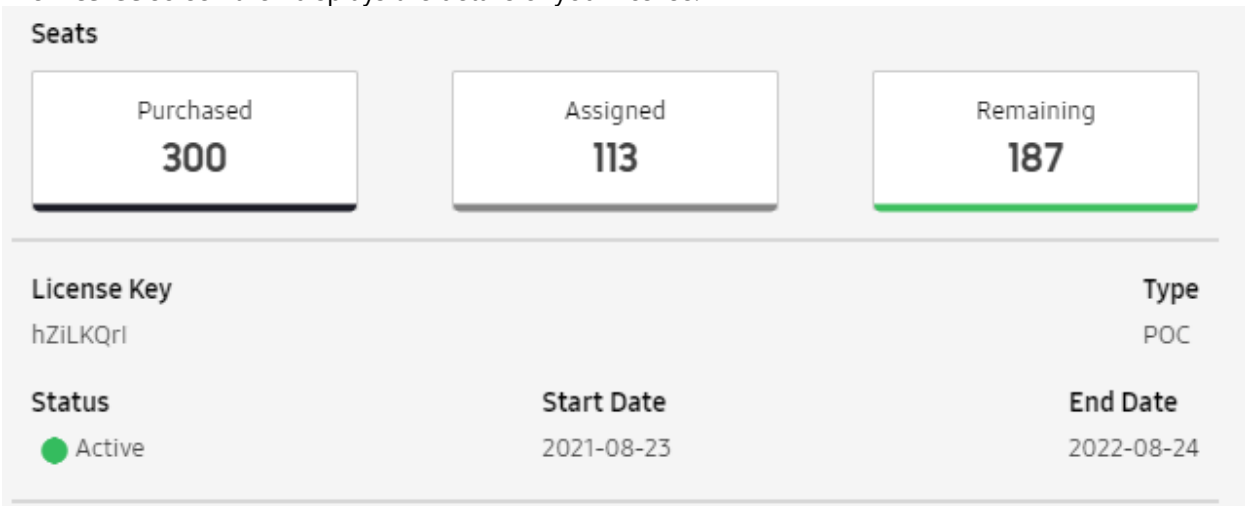 Seats
Purchased
Assigned
Remaining
300
113
187
License Key
Type
hZiLKQrI
POC
Status
Start Date
End Date
Active
2021-08-23
2022-08-24